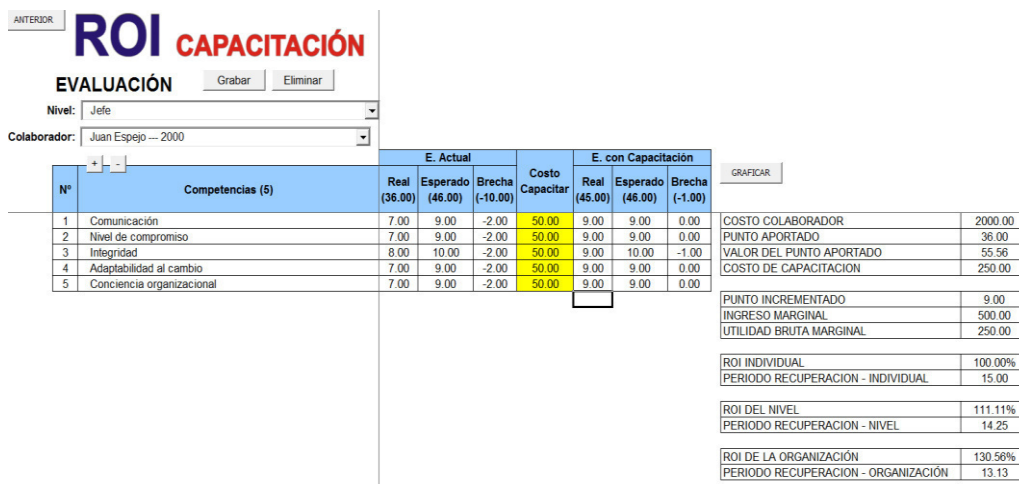 ANTERIOR
ROI CAPACITACIÓN
EVALUACIÓN Grabar Eliminar
Nivel: Jefe
Colaborador: Juan Espejo --- 2000
+ -
E. Actual E. con Capacitación
GRAFICAR
Nº Competencias (5) Real (36.00) Esperado (46.00) Brecha (-10.00) Costo Capacitar Real (45.00) Esperado (46.00) Brecha (-1.00)
1 Comunicación 7.00 9.00 -2.00 50.00 9.00 9.00 0.00
2 Nivel de compromiso 7.00 9.00 -2.00 50.00 9.00 9.00 0.00
3 Integridad 8.00 10.00 -2.00 50.00 9.00 10.00 -1.00
4 Adaptabilidad al cambio 7.00 9.00 -2.00 50.00 9.00 9.00 0.00
5 Conciencia organizacional 7.00 9.00 -2.00 50.00 9.00 9.00 0.00
COSTO COLABORADOR 2000.00
PUNTO APORTADO 36.00
VALOR DEL PUNTO APORTADO 55.56
COSTO DE CAPACITACION 250.00
PUNTO INCREMENTADO 9.00
INGRESO MARGINAL 500.00
UTILIDAD BRUTA MARGINAL 250.00
ROI INDIVIDUAL 100.00%
PERIODO RECUPERACION - INDIVIDUAL 15.00
ROI DEL NIVEL 111.11%
PERIODO RECUPERACION - NIVEL 14.25
ROI DE LA ORGANIZACIÓN 130.56%
PERIODO RECUPERACION - ORGANIZACIÓN 13.13